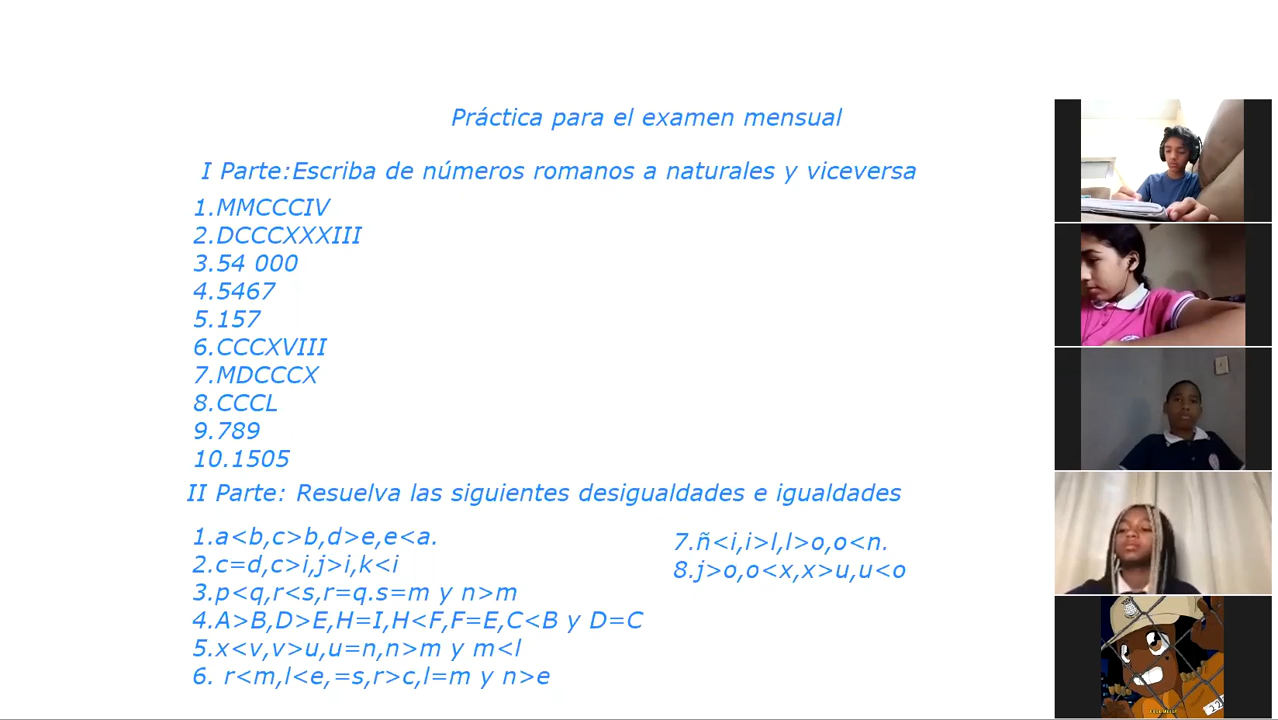 Práctica para el examen mensual
I Parte:Escriba de números romanos a naturales y viceversa
1.MMCCCIV
2.DCCCXXXIII
3.54 000
4.5467
5.157
6.CCCXVIII
7.MDCCCX
8.CCCL
9.789
10.1505
II Parte: Resuelva las siguientes desigualdades e igualdades
1.a<b,c>b,d>e,e<a.
2.c=d,c>i,j>i,k<i
3.p<q,r<s,r=q.s=m y n>m
4.A>B,D>E,H=I,H<F,F=E,C<B y D=C
5.x<v,v>u,u=n,n>m y m<l
6. r<m,l<e,=s,r>c,l=m y n>e
7.ñ<i,i>l,l>o,o<n.
8.j>o,o<x,x>u,u<o